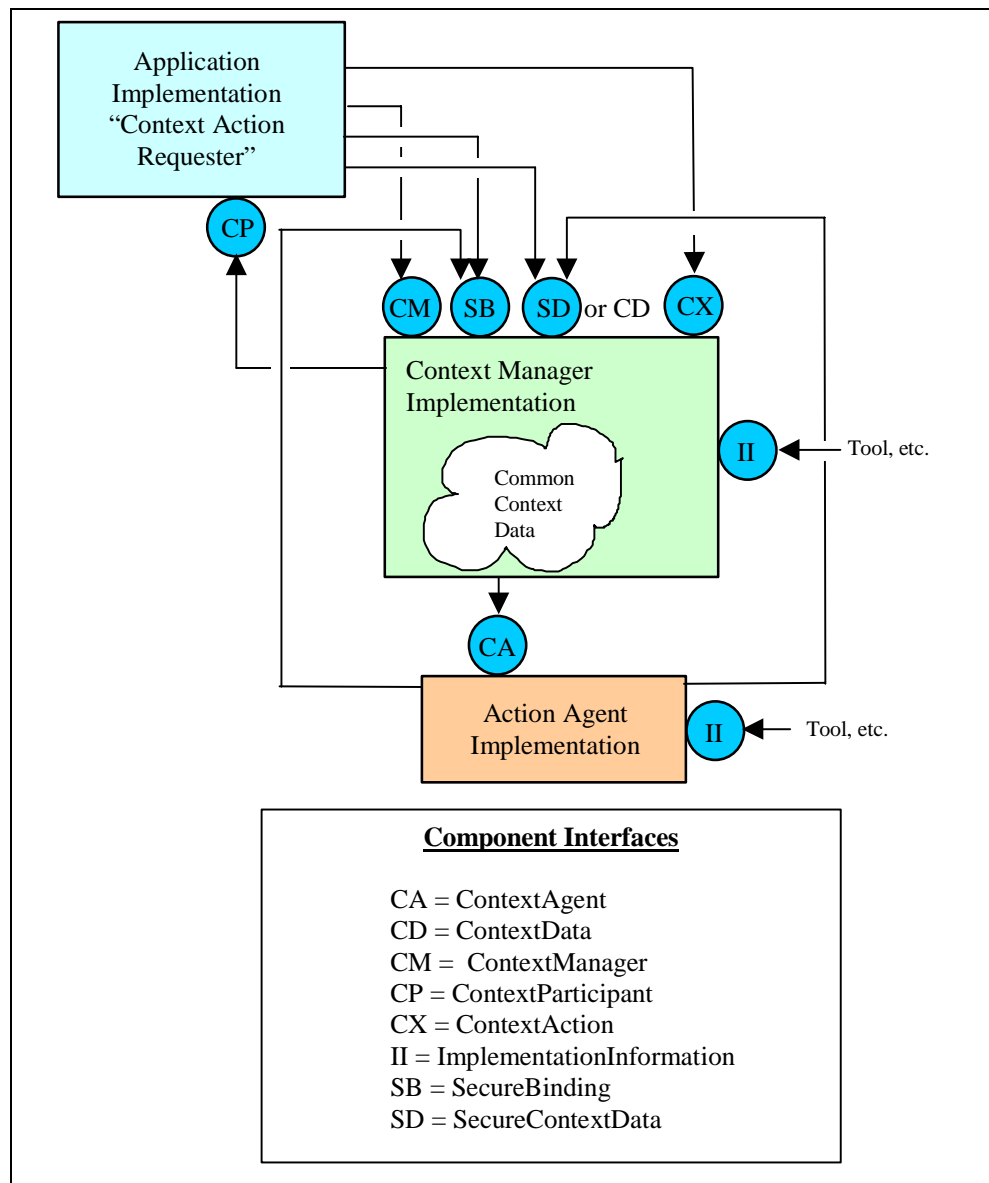 Application
Implementation
“Context Action
Requester”
CP
CM
SB
SD or CD
CX
Context Manager
Implementation
II
Tool, etc.
Common
Context
Data
CA
Action Agent
Implementation
II
Tool, etc.
Component Interfaces
CA = ContextAgent
CD = ContextData
CM = ContextManager
CP = ContextParticipant
CX = ContextAction
II = ImplementationInformation
SB = SecureBinding
SD = SecureContextData